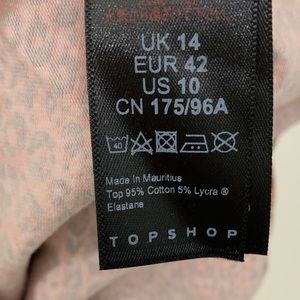 UK 14
EUR 42
US 10
CN 175/96A
40
Made In Mauritius
Top 95% Cotton 5% Lycra ®
Elastane
TOPSHOP